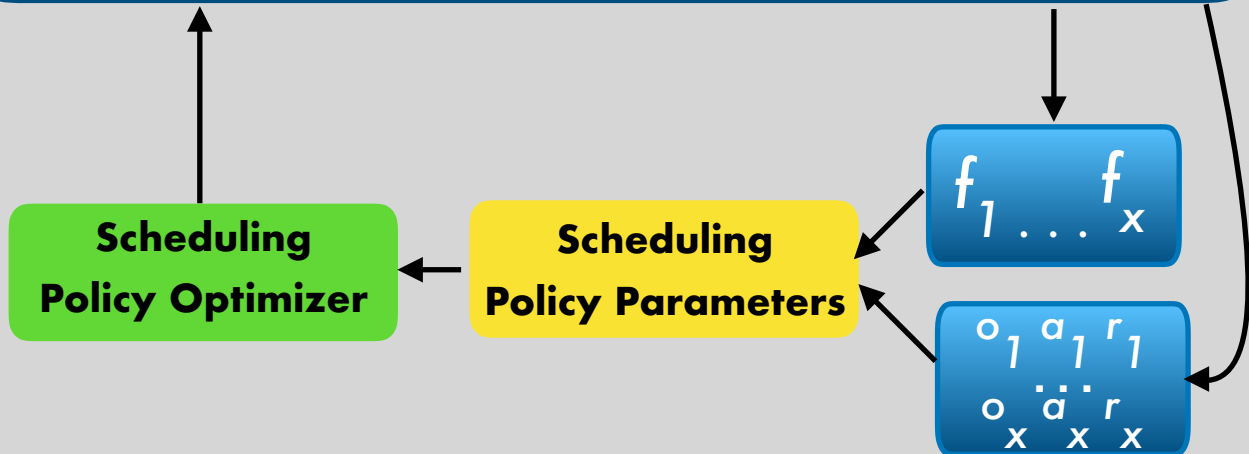 Scheduling
Policy Optimizer
Scheduling
Policy Parameters
f1 ... fx
o1 a1 r1
...
ox ax rx